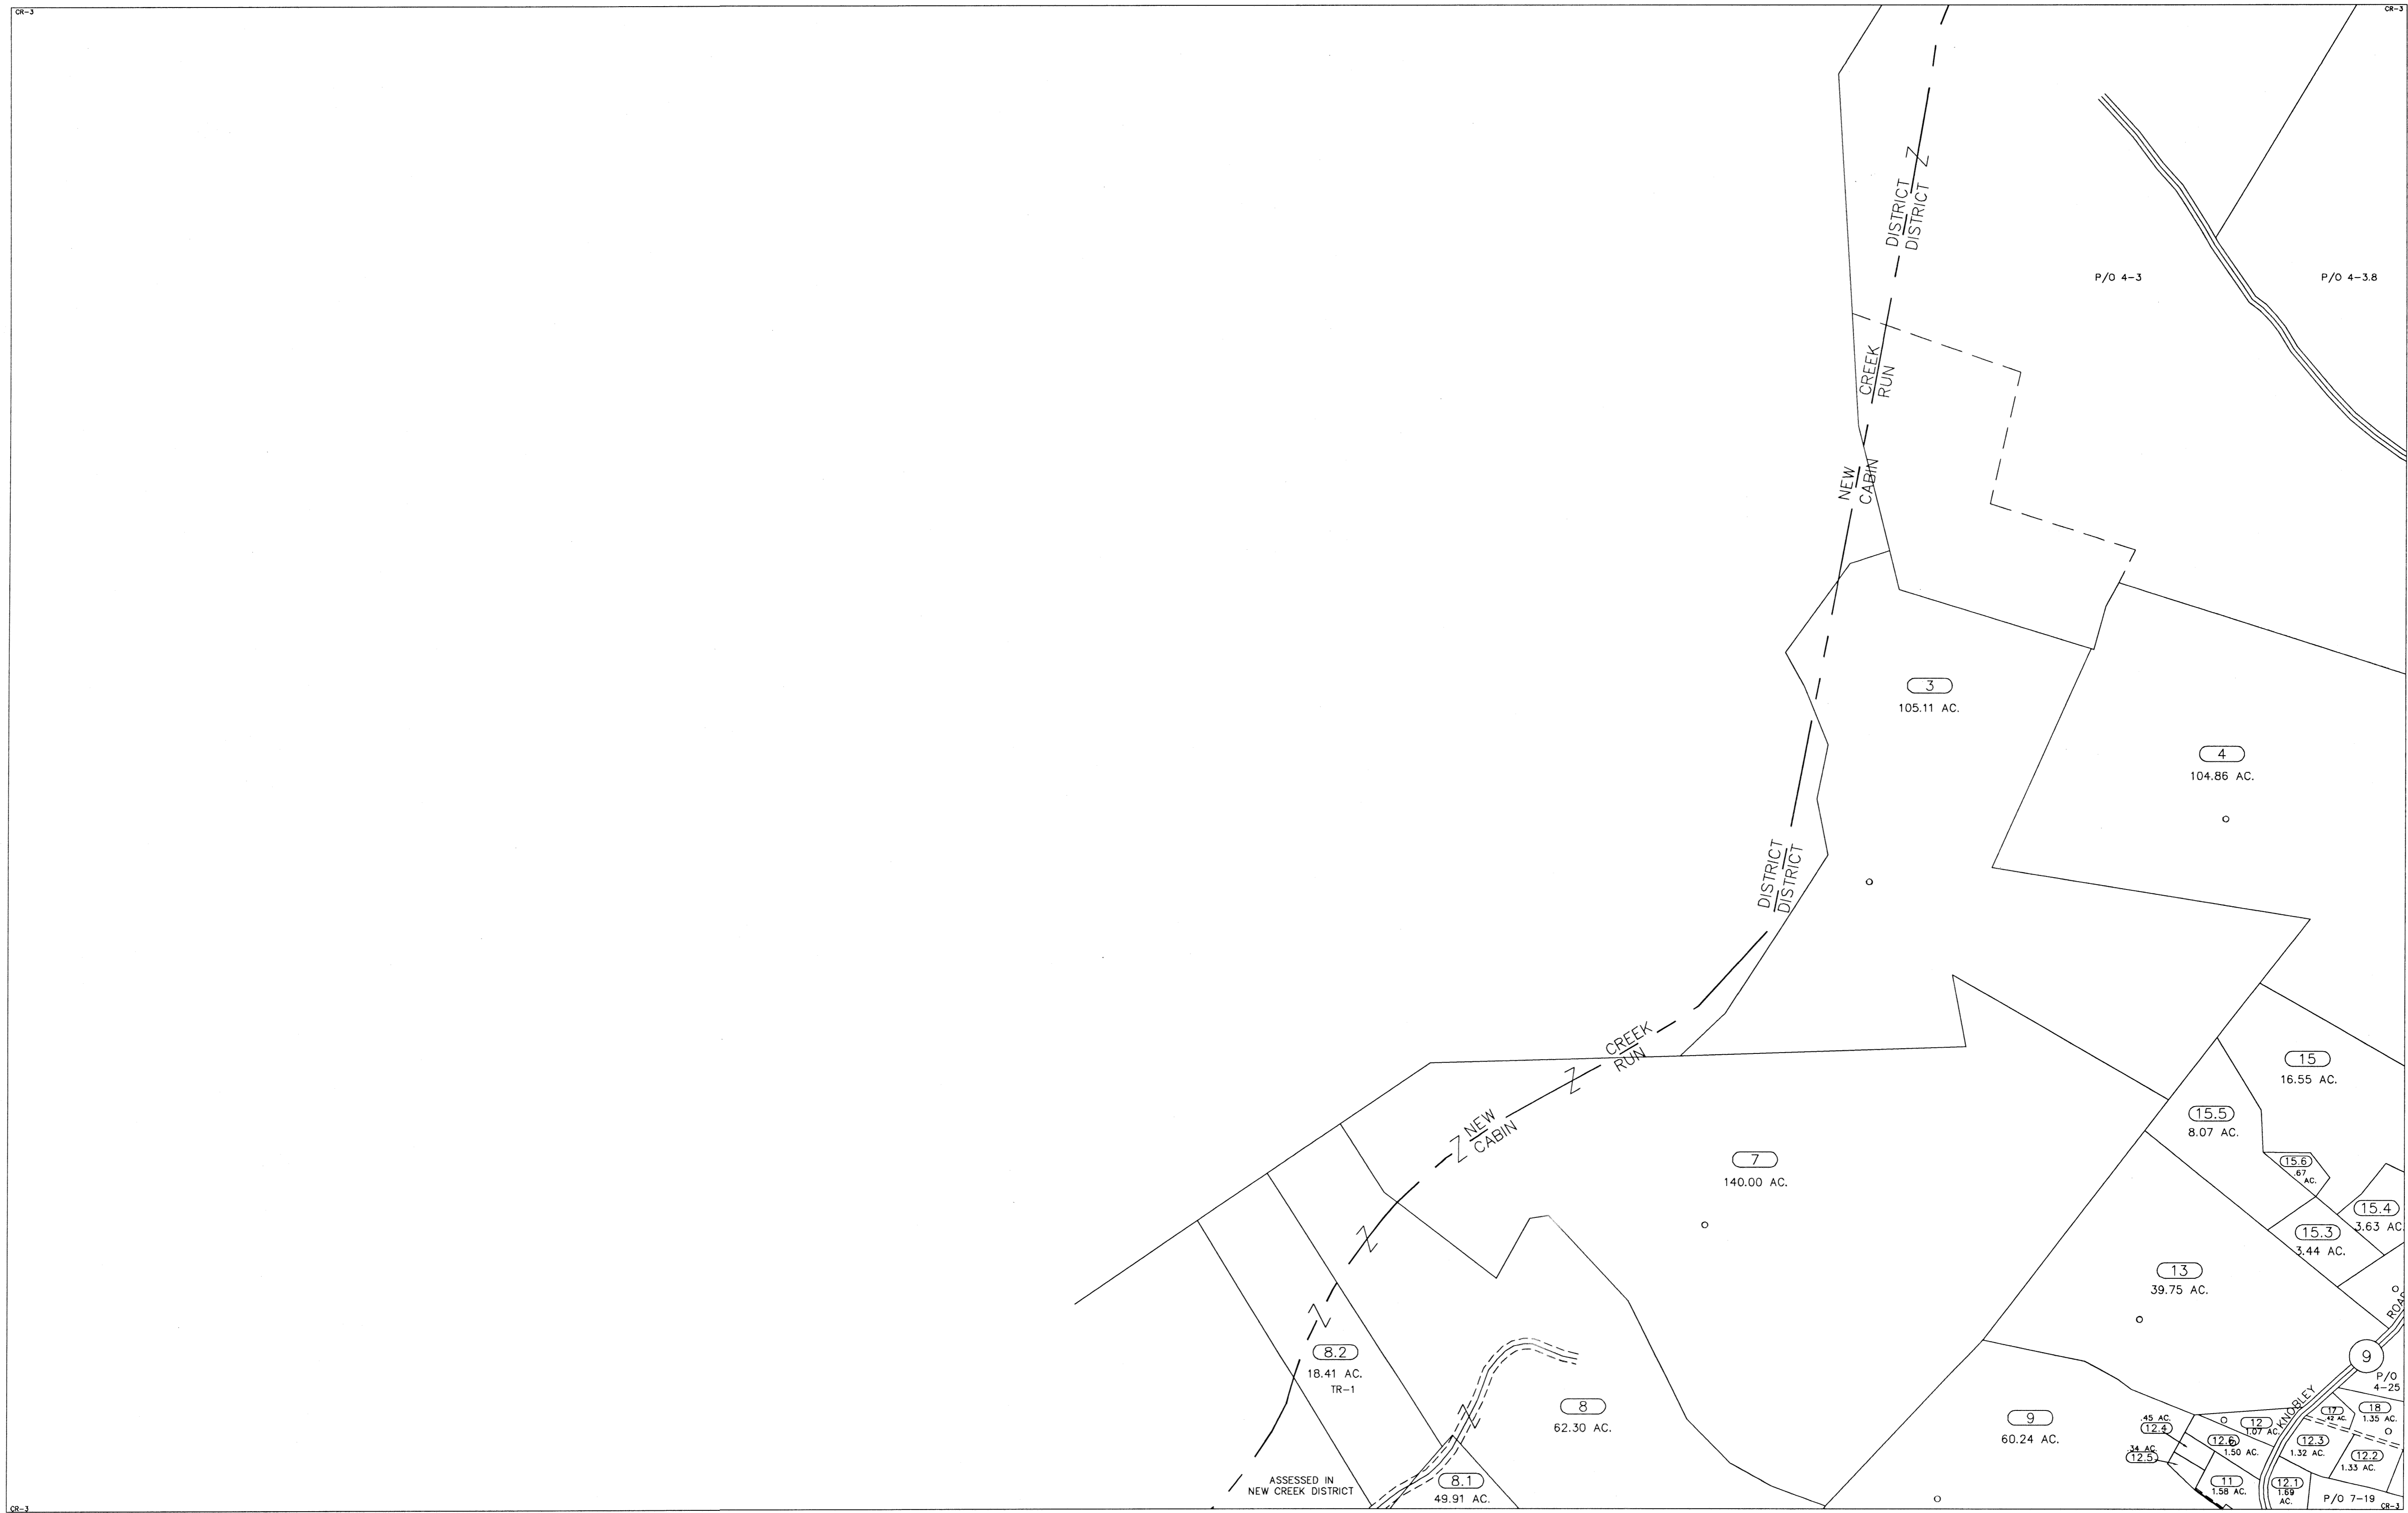 CR-3
CR-3
DISTRICT
DISTRICT
P/O 4-3
P/O 4-3.8
CREEK
RUN
NEW
CABIN
3
105.11 AC.
4
104.86 AC.
DISTRICT
DISTRICT
CREEK
RUN
NEW
CABIN
15
16.55 AC.
15.5
8.07 AC.
7
140.00 AC.
15.6
.67
AC.
15.4
3.63 AC.
15.3
3.44 AC.
13
39.75 AC.
ROAD
9
8.2
18.41 AC.
TR-1
P/O
4-25
KNOBLEY
8
62.30 AC.
9
60.24 AC.
17
.42 AC.
18
1.35 AC.
.45 AC.
12.4
12
1.07 AC.
12.6
1.50 AC.
12.3
1.32 AC.
.34 AC.
12.5
12.2
1.33 AC.
ASSESSED IN
NEW CREEK DISTRICT
8.1
49.91 AC.
11
1.58 AC.
12.1
1.69
AC.
P/O 7-19
CR-3
CR-3